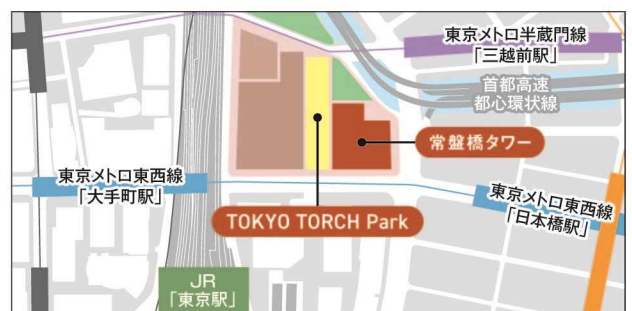 東京メトロ半蔵門線
「三越前駅」
首都高速
都心環状線
常盤橋タワー
東京メトロ東西線
「大手町駅」
東京メトロ東西線
「日本橋駅」
TOKYO TORCH Park
JR
「東京駅」